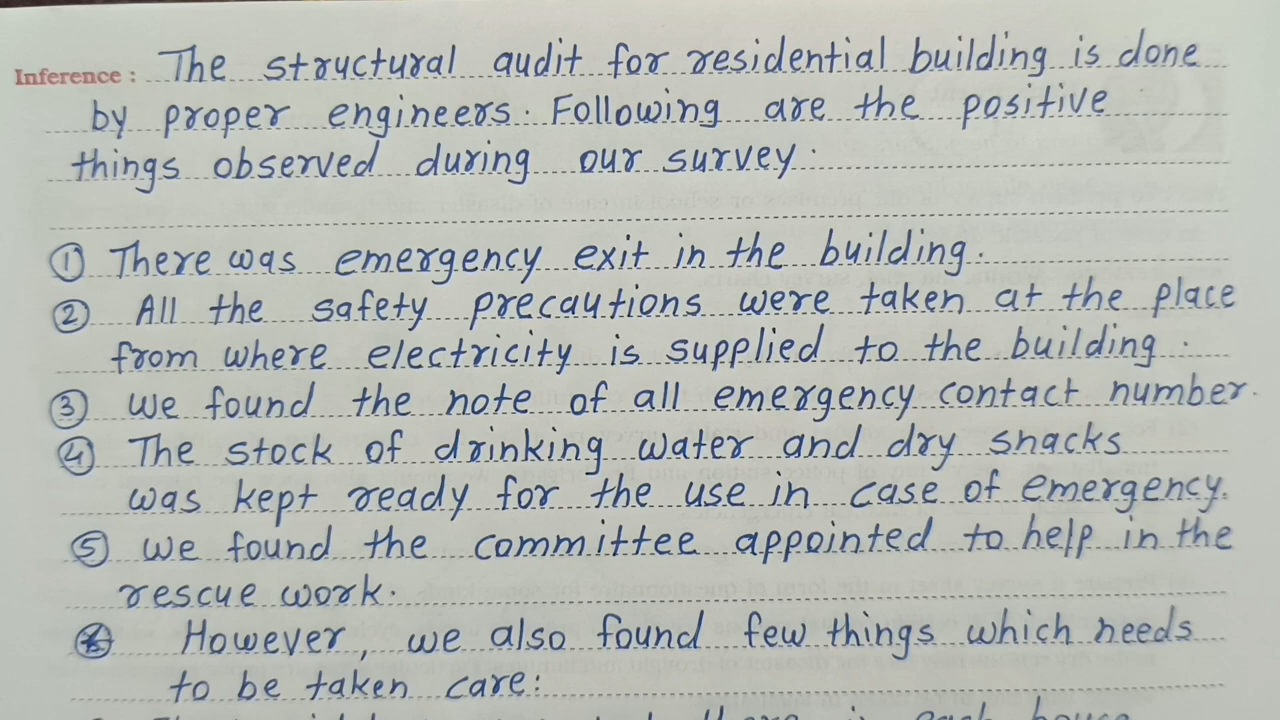 Inference : The structural audit for residential building is done
by proper engineers. Following are the positive
things observed during our survey.
① There was emergency exit in the building.
② All the safety precautions were taken at the place
from where electricity is supplied to the building.
③ we found the note of all emergency contact number.
④ The stock of drinking water and dry snacks
was kept ready for the use in case of emergency.
⑤ we found the committee appointed to help in the
rescue work.
However, we also found few things which needs
to be taken care: